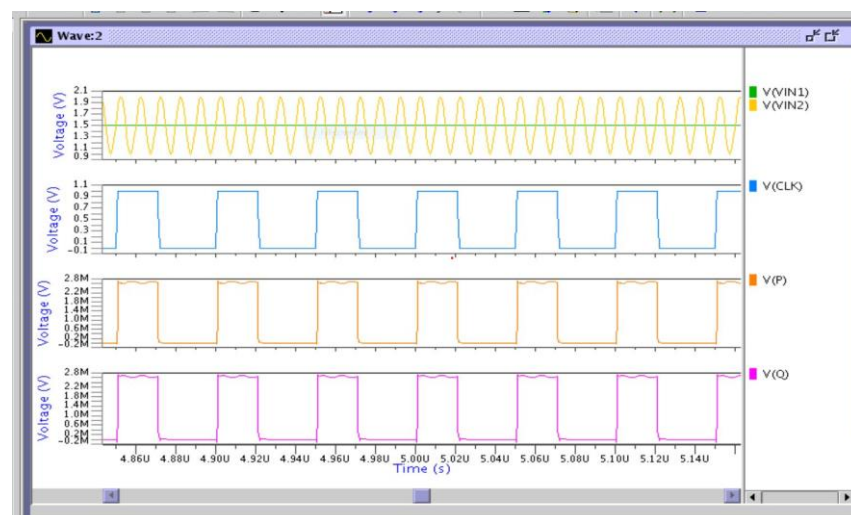 Wave:2
Voltage (V)
2.1
1.9
1.7
1.5
1.3
1.1
0.9
V(VIN1)
V(VIN2)
Voltage (V)
1.1
0.9
0.7
0.5
0.3
0.1
-0.1
V(CLK)
Voltage (V)
2.8M
2.2M
1.8M
1.4M
1.0M
0.6M
0.2M
-0.2M
V(P)
Voltage (V)
2.8M
2.2M
1.8M
1.4M
1.0M
0.6M
0.2M
-0.2M
V(Q)
4.86U 4.88U 4.90U 4.92U 4.94U 4.96U 4.98U 5.00U 5.02U 5.04U 5.06U 5.08U 5.10U 5.12U 5.14U
Time (s)